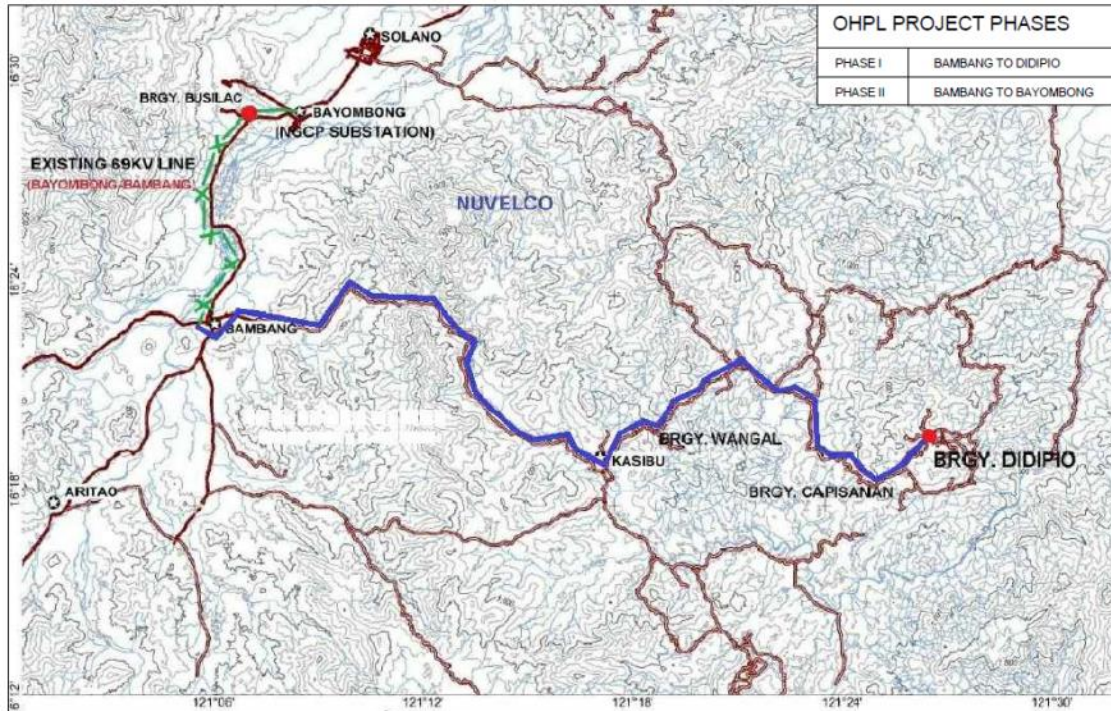 OHPL PROJECT PHASES
PHASE I BAMBANG TO DIDIPIO
PHASE II BAMBANG TO BAYOMBONG
SOLANO
BRGY. BUSILAC
BAYOMBONG
(NGCP SUBSTATION)
EXISTING 69KV LINE
(BAYOMBONG-BAMBANG)
NUVELCO
BAMBANG
BRGY. WANGAL
KASIBU
BRGY. DIDIPIO
BRGY. CAPISANAN
ARITAO
16°30
16°24
16°18
16°12
121°06
121°12
121°18
121°24
121°30